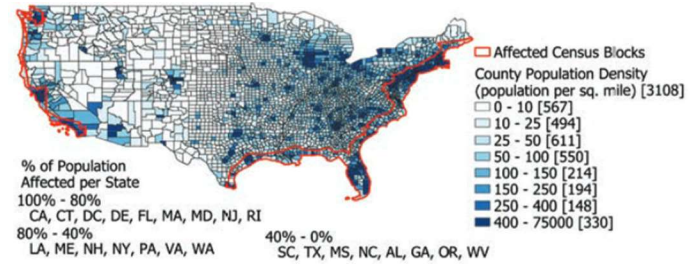 Affected Census Blocks
County Population Density
(population per sq. mile) [3108]
0 - 10 [567]
10 - 25 [494]
25 - 50 [611]
50 - 100 [550]
100 - 150 [214]
150 - 250 [194]
250 - 400 [148]
400 - 75000 [330]
% of Population
Affected per State
100% - 80%
CA, CT, DC, DE, FL, MA, MD, NJ, RI
80% - 40%
LA, ME, NH, NY, PA, VA, WA
40% - 0%
SC, TX, MS, NC, AL, GA, OR, WV